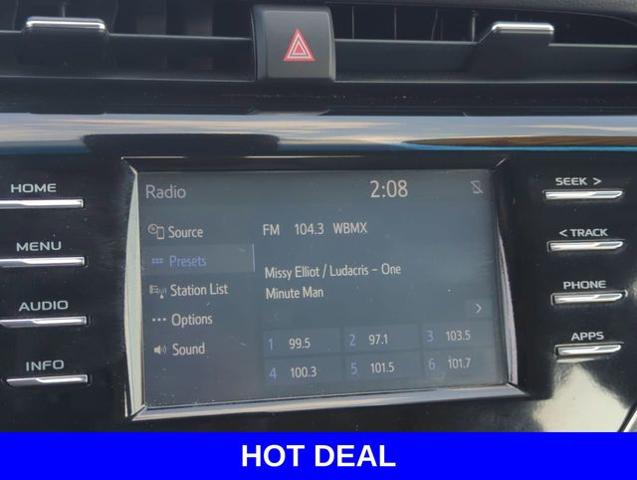 HOME
MENU
AUDIO
INFO
Radio 2:08
Source
Presets
Station List
Options
Sound
FM 104.3 WBMX
Missy Elliot / Ludacris – One
Minute Man
1 99.5 2 97.1 3 103.5
4 100.3 5 101.5 6 101.7
SEEK >
< TRACK
PHONE
APPS
HOT DEAL